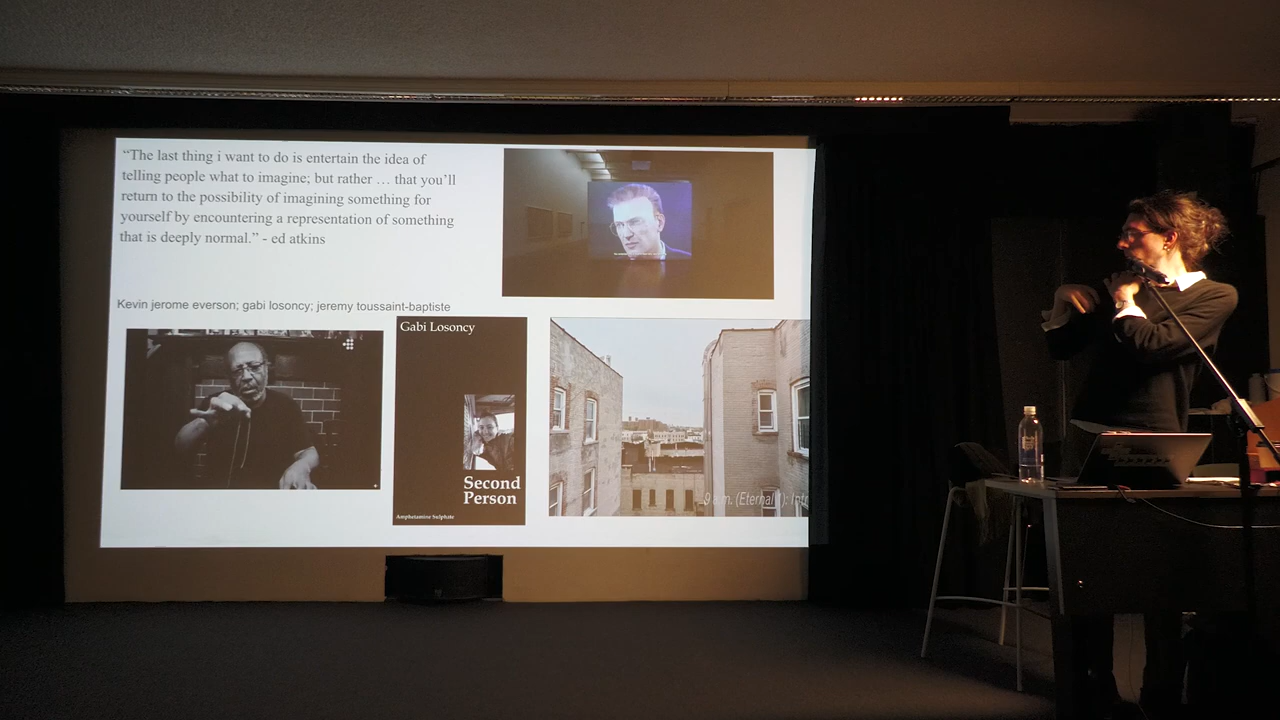 “The last thing i want to do is entertain the idea of
telling people what to imagine; but rather … that you’ll
return to the possibility of imagining something for
yourself by encountering a representation of something
that is deeply normal.” - ed atkins
Kevin jerome everson; gabi losoncy; jeremy toussaint-baptiste
Gabi Losoncy
Second
Person
Amphetamine Sulphate
(Eternal